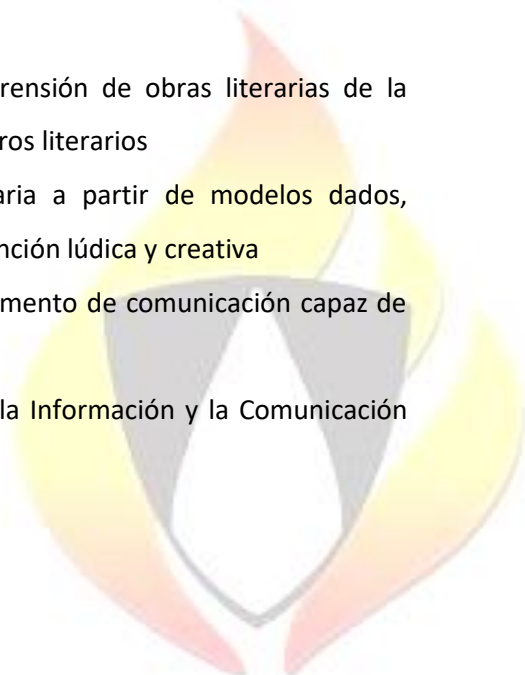 rensión de obras literarias de la
ros literarios
aria a partir de modelos dados,
nción lúdica y creativa
mento de comunicación capaz de
la Información y la Comunicación